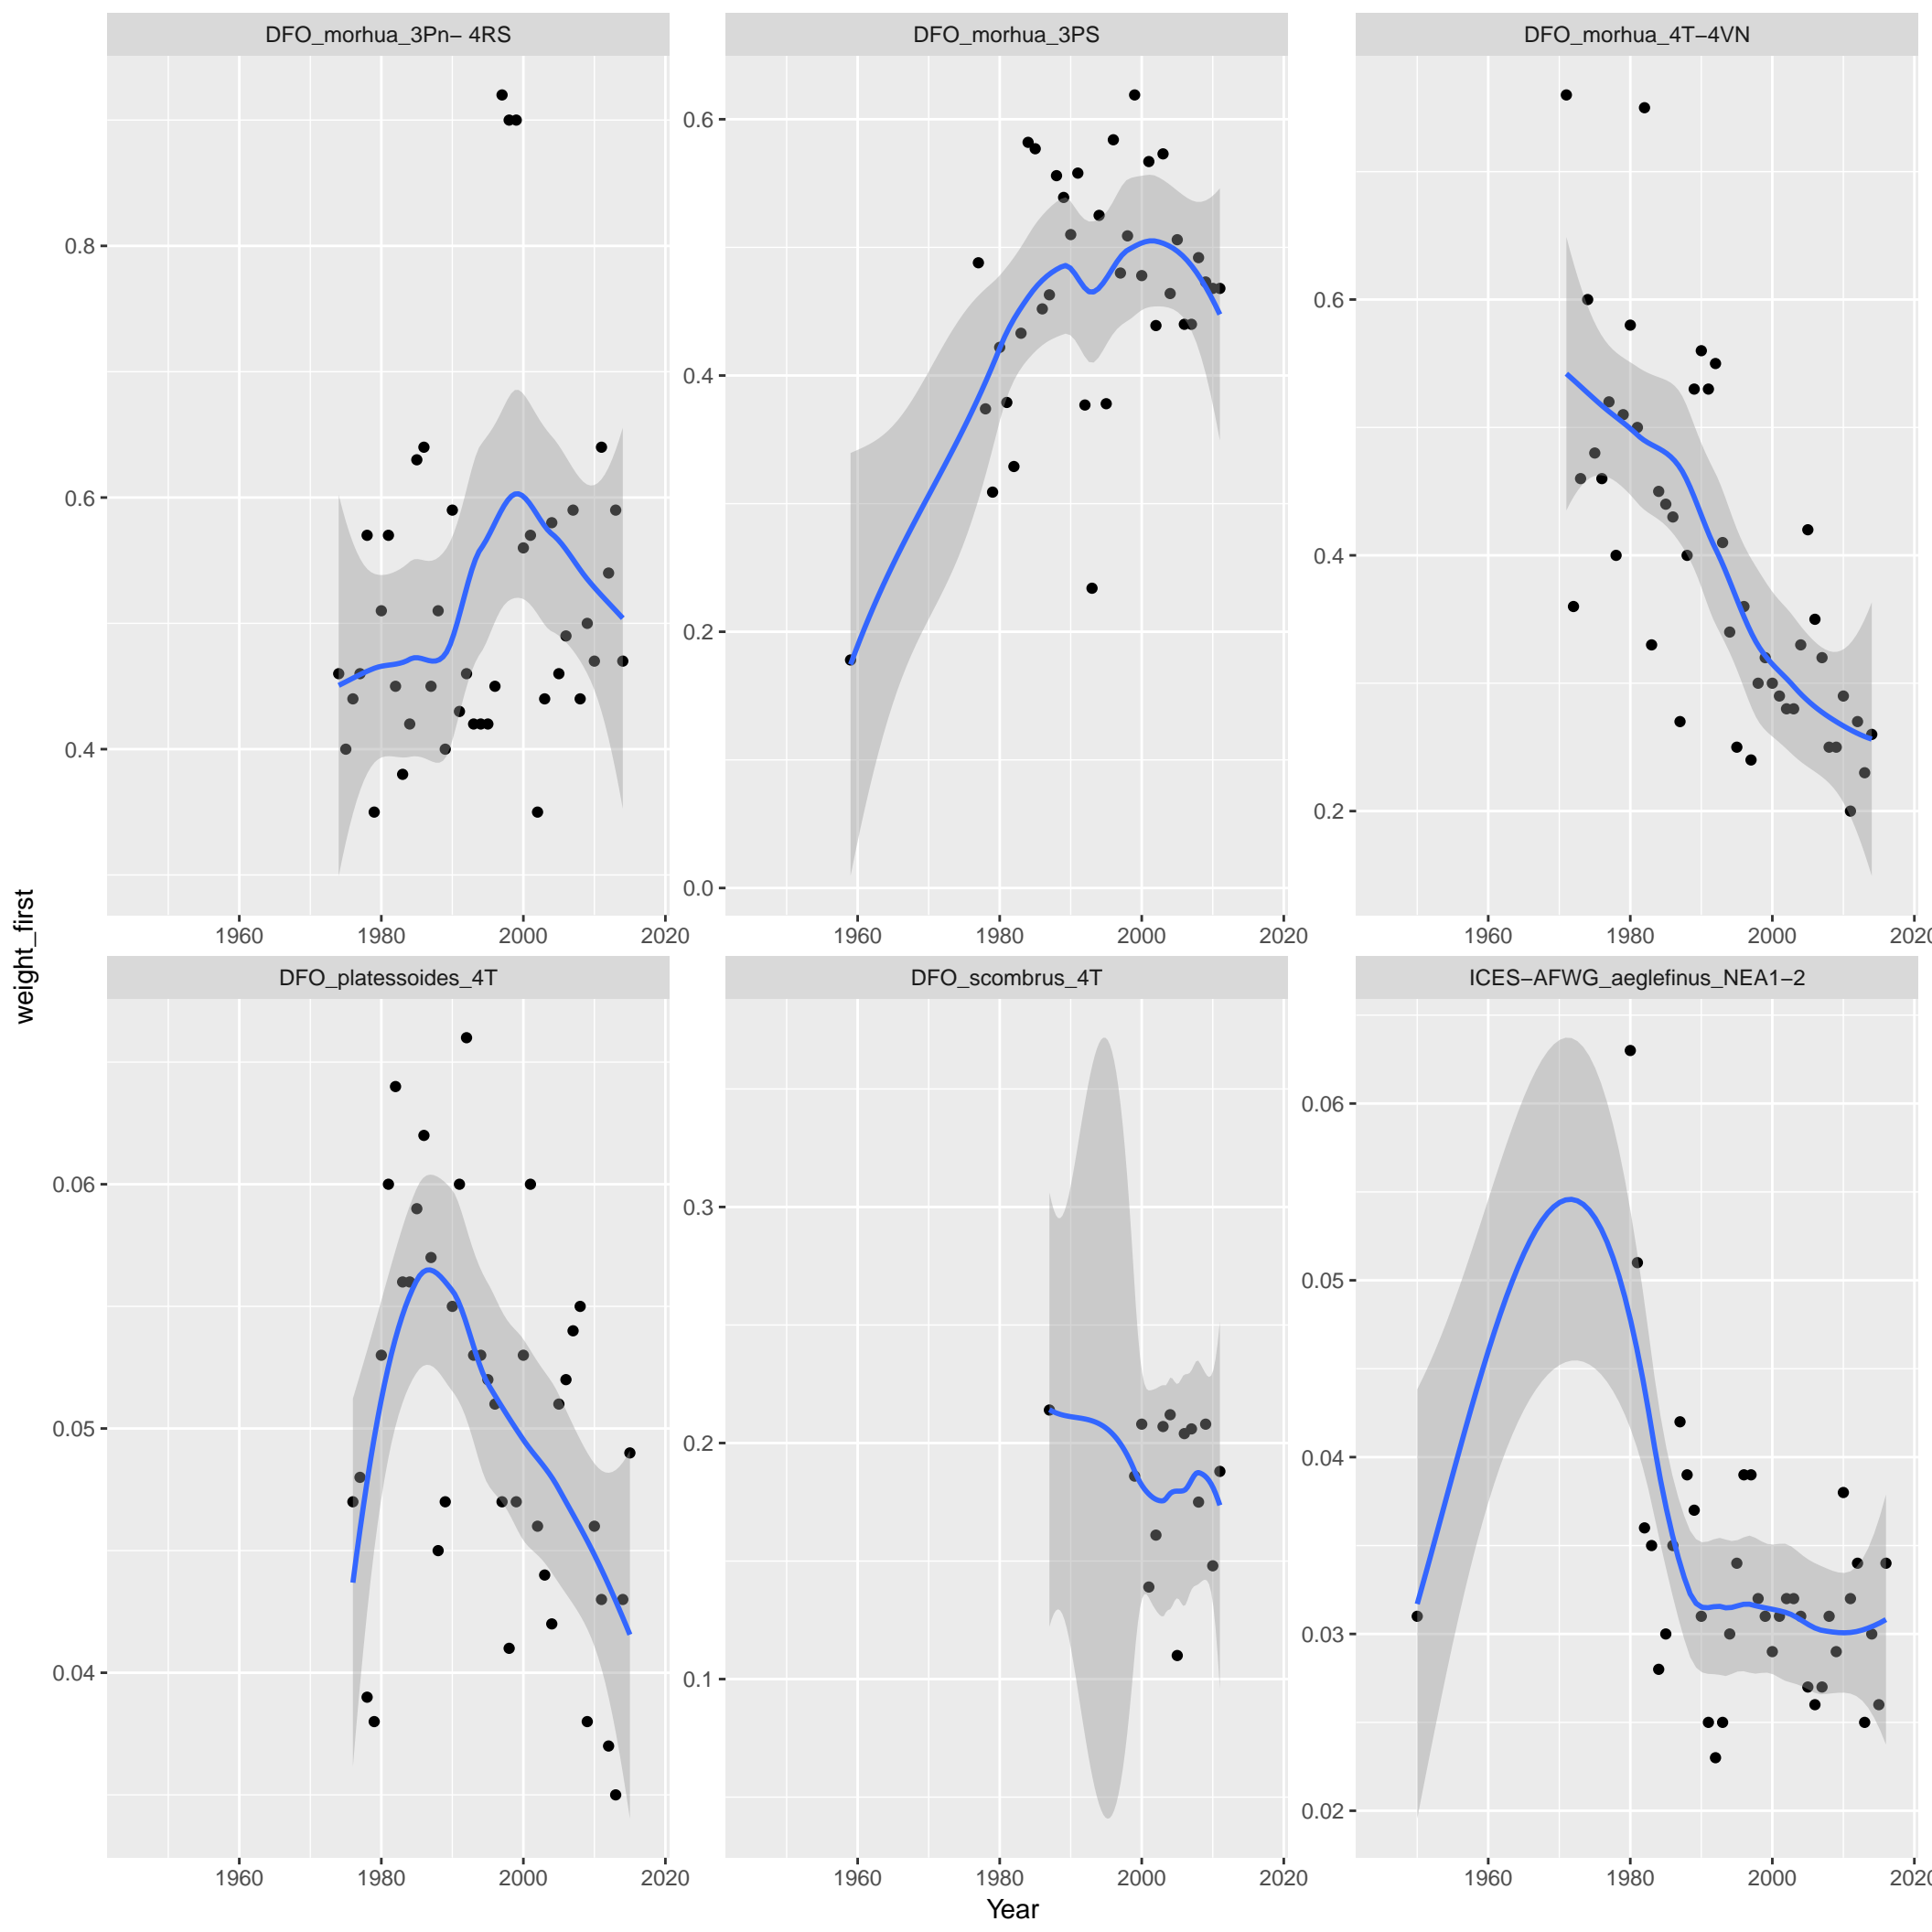 DFO_morhua_3Pn− 4RS DFO_morhua_3PS DFO_morhua_4T−4VN
0.8 0.6 0.4
0.6 0.4 0.2 0.0
0.6 0.4 0.2
1960 1980 2000 2020 1960 1980 2000 2020 1960 1980 2000 202
weight_first
DFO_platessoides_4T DFO_scombrus_4T ICES−AFWG_aeglefinus_NEA1−2
0.06 0.05 0.04
0.3 0.2 0.1
0.06 0.05 0.04 0.03 0.02
1960 1980 2000 2020 1960 1980 2000 2020 1960 1980 2000 202
Year